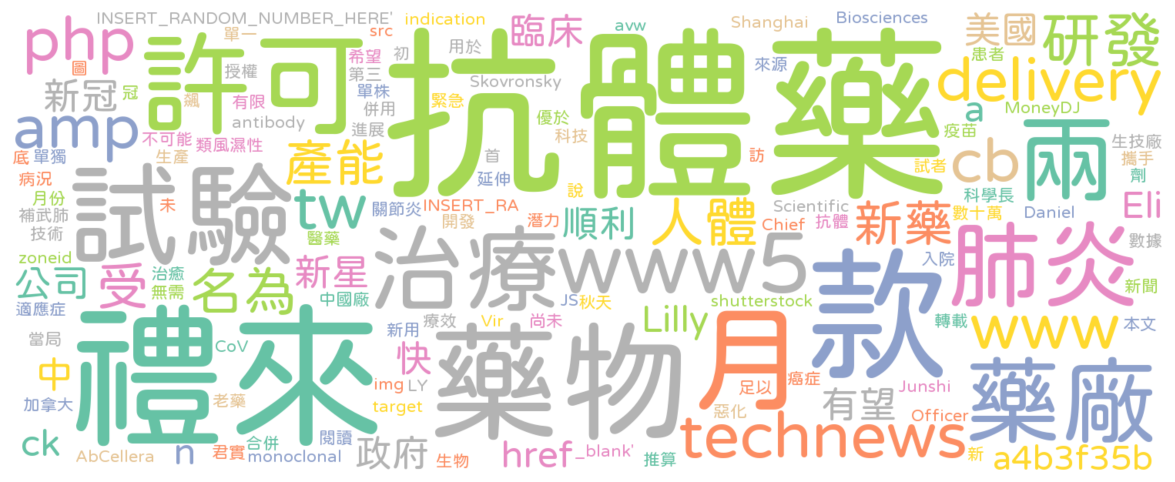 INSERT_RANDOM_NUMBER_HERE'
indication
src
avw
Shanghai
Biosciences
php
許可
抗體藥
臨床
美國
研發
單一
圖
授權
希望
初
第三
用於
Skovronsky
來源
患者
delivery
新冠
冠
飆
有限
單株
併用
緊急
優於
a
MoneyDJ
amp
antibody
進展
科技
疫苗
兩
不可能
類風濕性
產能
首
cb
生技廠
底
單獨
生產
訪
試者
攜手
病況
試驗
延伸
說
科學長
劑
月份
未
tw
關節炎
INSERT_RA
人體
Scientific
新藥
數十萬
Daniel
Eli
補武肺
開發
潛力
順利
Chief
抗體
技術
醫藥
治療
www5
肺炎
數據
zoneid
新星
款
入院
公司
受
治癒
名為
新聞
無需
中國廠
JS
秋天
shutterstock
適應症
禮來
新用
療效
Vir
尚未
Lilly
月
www
轉載
本文
當局
CoV
快
藥物
中
img
LY
足以
癌症
Junshi
藥廠
加拿大
老藥
target
惡化
有望
Officer
ck
合併
閱讀
technews
AbCellera
n
君實
monoclonal
政府
生物
href
_blank'
推算
新
a4b3f35b